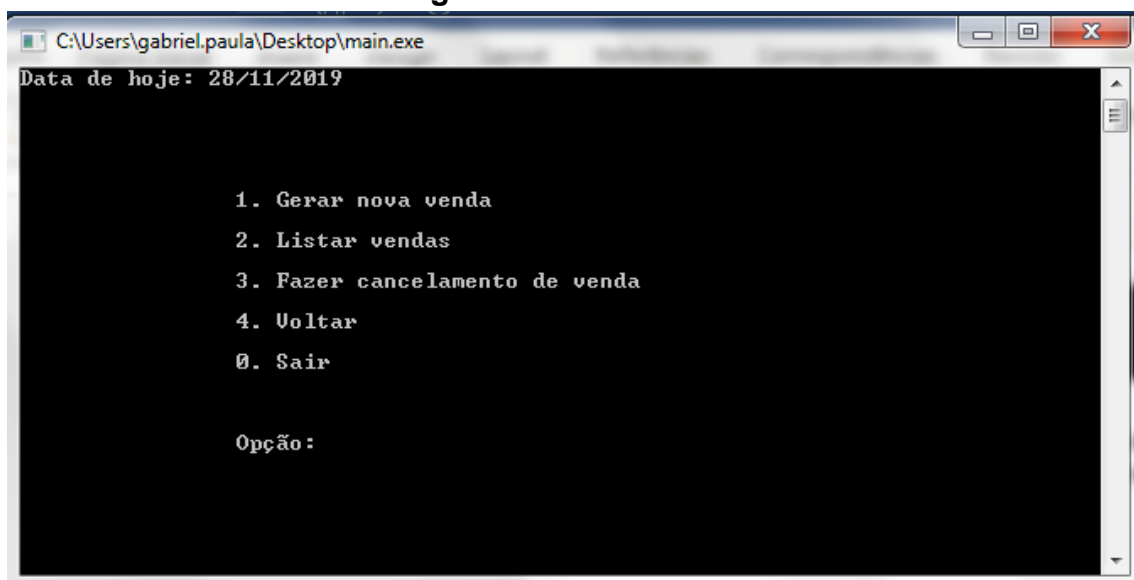 C:\Users\gabriel.paula\Desktop\main.exe
Data de hoje: 28/11/2019
1. Gerar nova venda
2. Listar vendas
3. Fazer cancelamento de venda
4. Voltar
0. Sair
Opção: